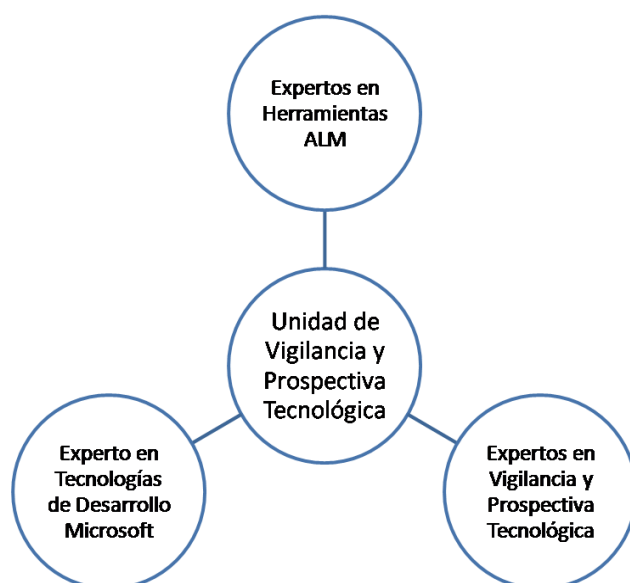 Expertos en
Herramientas
ALM
Unidad de
Vigilancia y
Prospectiva
Tecnológica
Experto en
Tecnologías
de Desarrollo
Microsoft
Expertos en
Vigilancia y
Prospectiva
Tecnológica